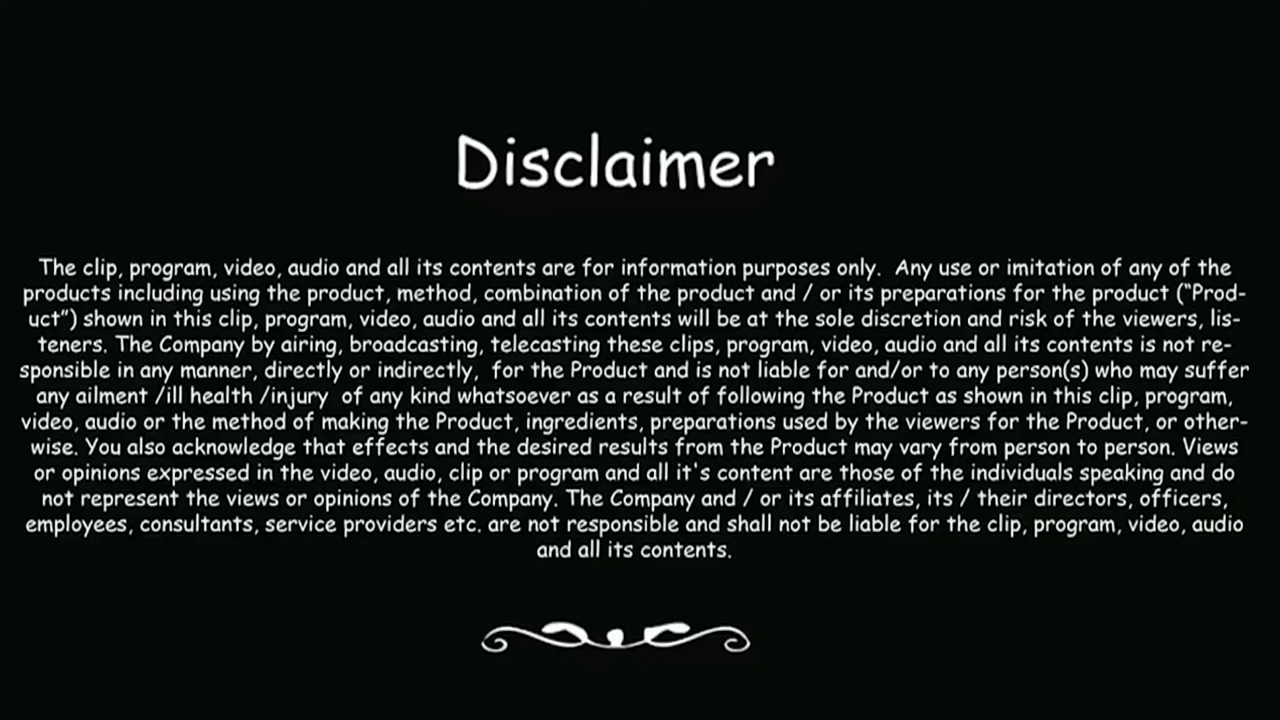 Disclaimer
The clip, program, video, audio and all its contents are for information purposes only.  Any use or imitation of any of the
products including using the product, method, combination of the product and / or its preparations for the product (“Prod-
uct”) shown in this clip, program, video, audio and all its contents will be at the sole discretion and risk of the viewers, lis-
teners. The Company by airing, broadcasting, telecasting these clips, program, video, audio and all its contents is not re-
sponsible in any manner, directly or indirectly,  for the Product and is not liable for and/or to any person(s) who may suffer
any ailment /ill health /injury  of any kind whatsoever as a result of following the Product as shown in this clip, program,
video, audio or the method of making the Product, ingredients, preparations used by the viewers for the Product, or other-
wise. You also acknowledge that effects and the desired results from the Product may vary from person to person. Views
or opinions expressed in the video, audio, clip or program and all it's content are those of the individuals speaking and do
not represent the views or opinions of the Company. The Company and / or its affiliates, its / their directors, officers,
employees, consultants, service providers etc. are not responsible and shall not be liable for the clip, program, video, audio
and all its contents.